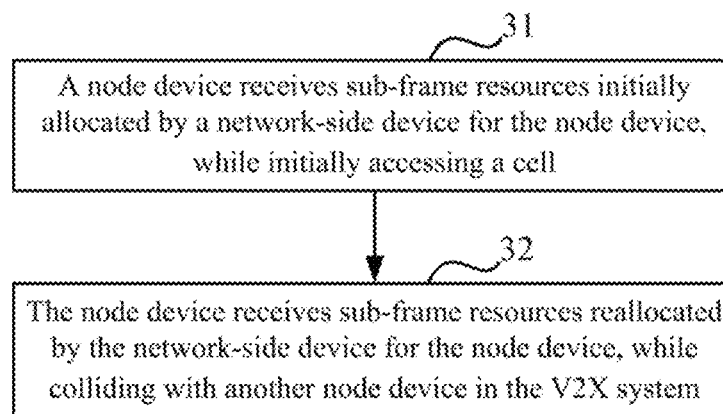 31
A node device receives sub-frame resources initially
allocated by a network-side device for the node device,
while initially accessing a cell
32
The node device receives sub-frame resources reallocated
by the network-side device for the node device, while
colliding with another node device in the V2X system